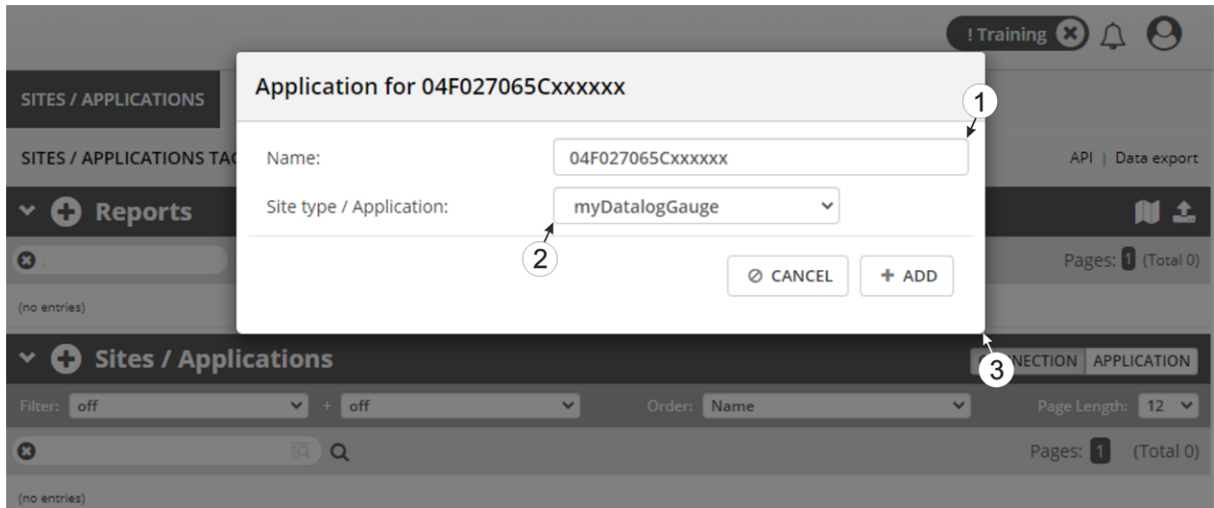 ! Training
SITES / APPLICATIONS
Application for 04F027065Cxxxxxx
1
SITES / APPLICATIONS TAG
Name:
04F027065Cxxxxxx
API | Data export
Reports
Site type / Application:
myDatalogGauge
2
Pages: 1 (Total 0)
CANCEL
+ ADD
(no entries)
Sites / Applications
3
NECTION
APPLICATION
Filter: off + off Order: Name Page Length: 12
Pages: 1 (Total 0)
(no entries)